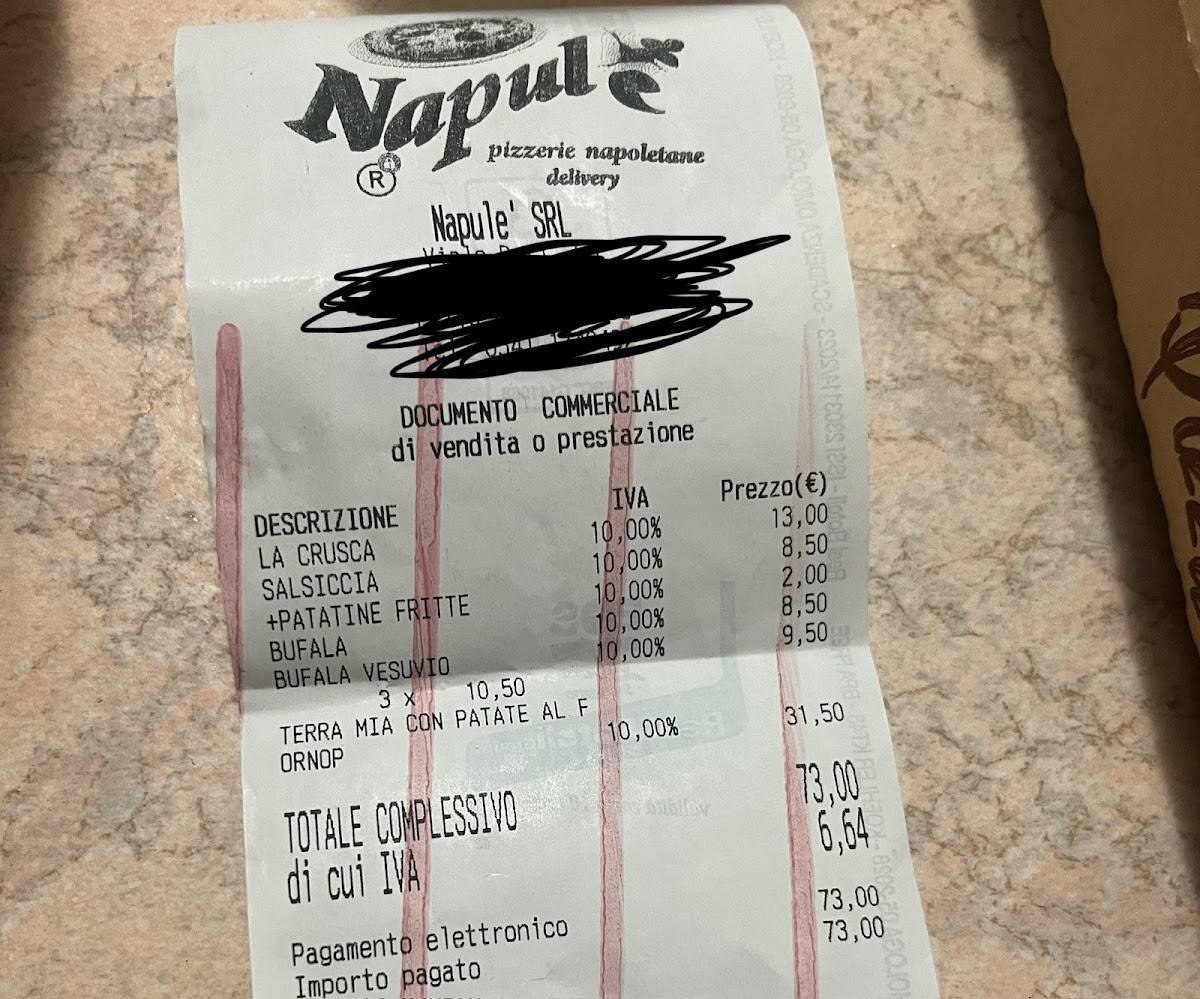 Napulè
®
pizzerie napoletane
delivery
Napule' SRL
DOCUMENTO COMMERCIALE
di vendita o prestazione
DESCRIZIONE IVA Prezzo(€)
LA CRUSCA 10,00% 13,00
SALSICCIA 10,00% 8,50
+PATATINE FRITTE 10,00% 2,00
BUFALA 10,00% 8,50
BUFALA VESUVIO 10,00% 9,50
3 x 10,50
TERRA MIA CON PATATE AL F 10,00% 31,50
ORNOP
TOTALE COMPLESSIVO 73,00
di cui IVA 6,64
Pagamento elettronico 73,00
Importo pagato 73,00